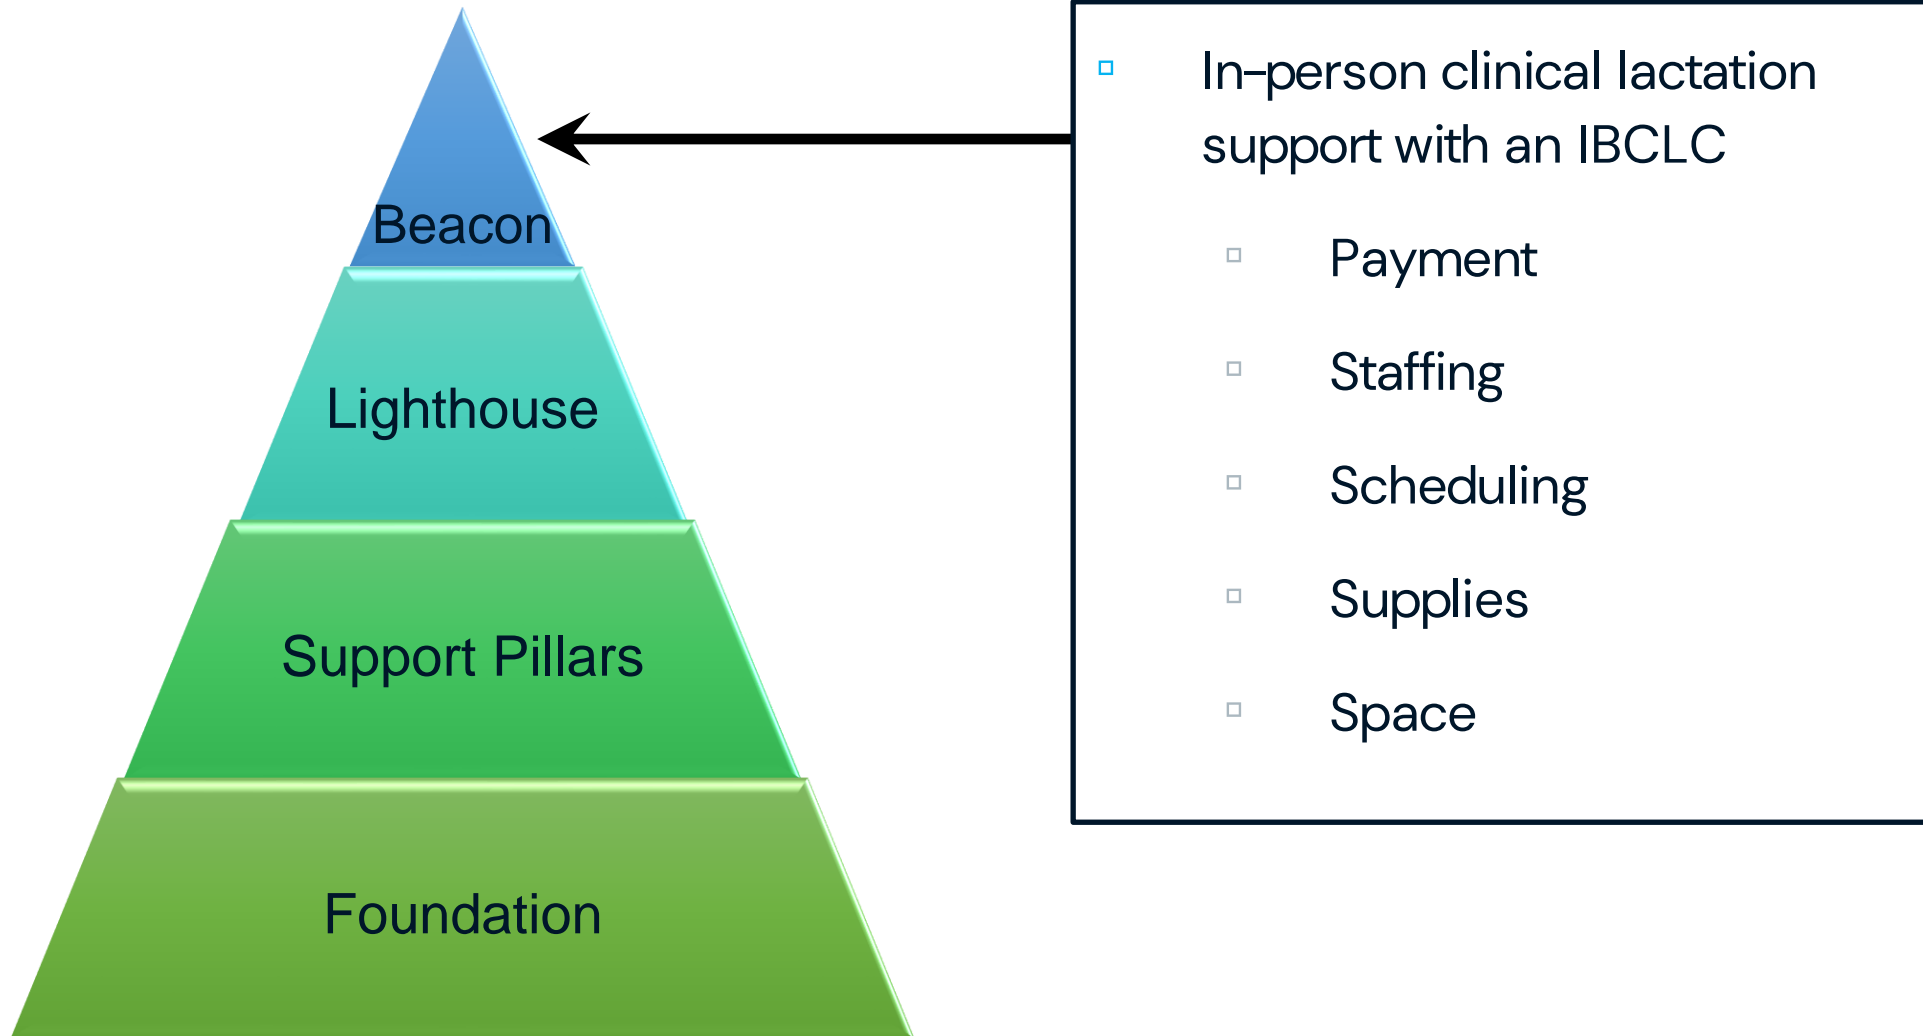 Beacon
Lighthouse
Support Pillars
Foundation
In-person clinical lactation
support with an IBCLC
Payment
Staffing
Scheduling
Supplies
Space